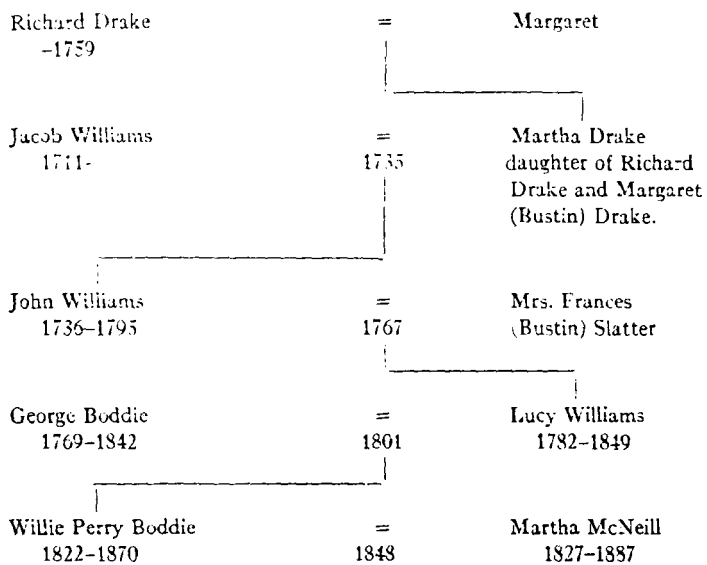 Richard Drake = Margaret
-1759
Jacob Williams = Martha Drake
1711- 1735 daughter of Richard
Drake and Margaret
(Bustin) Drake.
John Williams = Mrs. Frances
1736–1795 1767 (Bustin) Slatter
George Boddie = Lucy Williams
1769–1842 1801 1782–1849
Willie Perry Boddie = Martha McNeill
1822–1870 1848 1827–1887